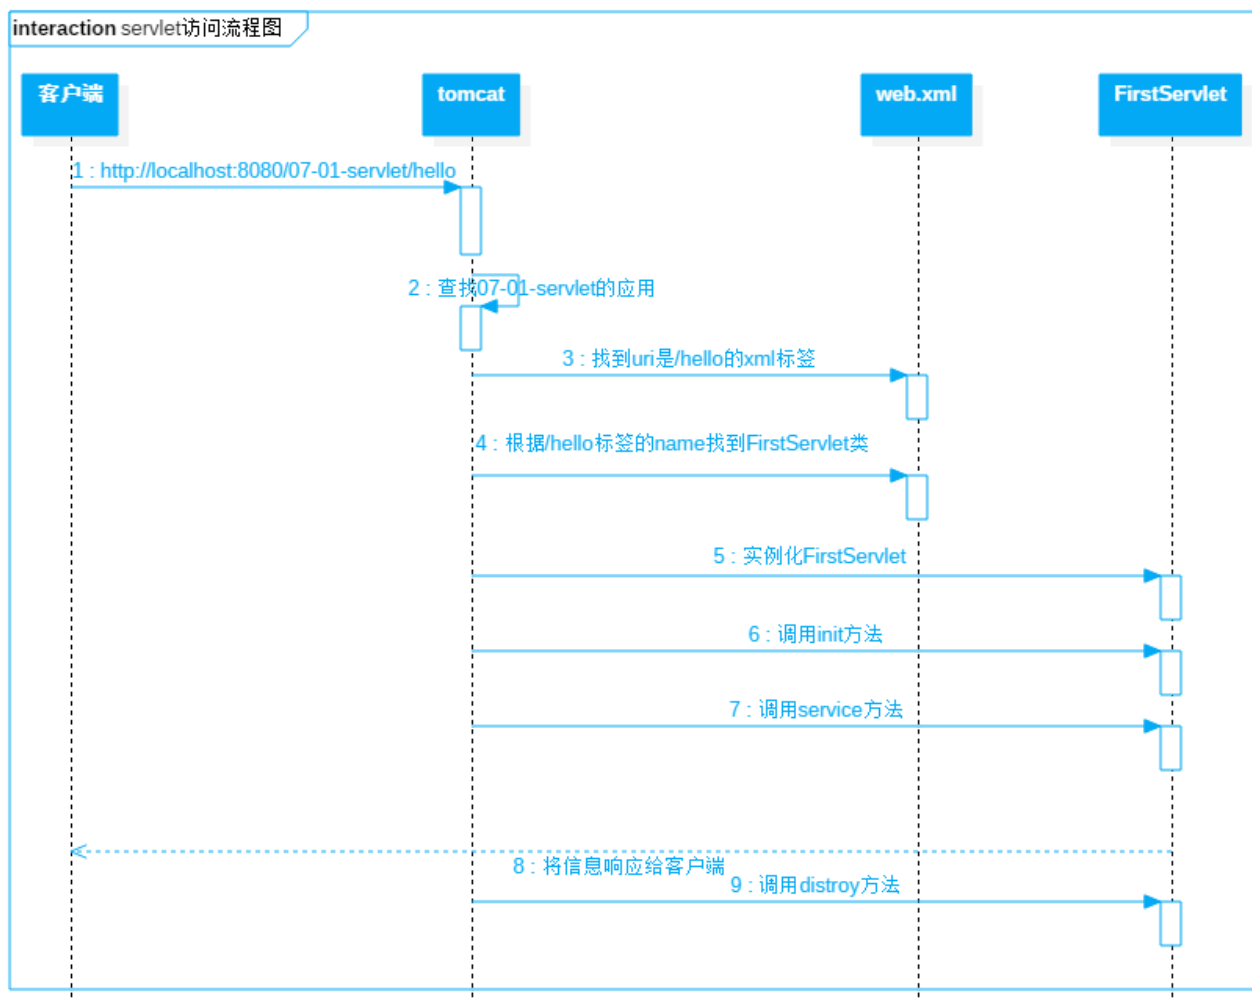 interaction servlet访问流程图
客户端
tomcat
web.xml
FirstServlet
1 : http://localhost:8080/07-01-servlet/hello
2 : 查找07-01-servlet的应用
3 : 找到uri是/hello的xml标签
4 : 根据/hello标签的name找到FirstServlet类
5 : 实例化FirstServlet
6 : 调用init方法
7 : 调用service方法
8 : 将信息响应给客户端
9 : 调用distroy方法